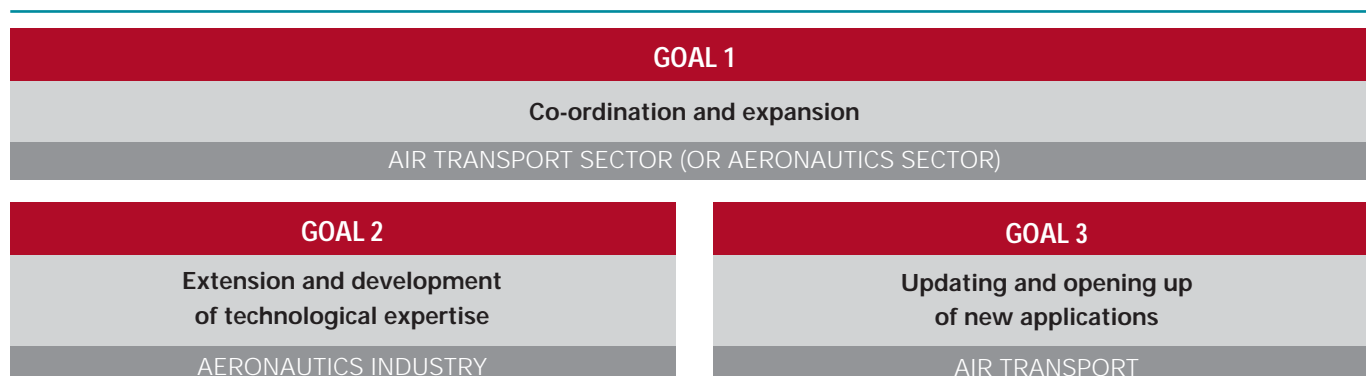 GOAL 1
Co-ordination and expansion
AIR TRANSPORT SECTOR (OR AERONAUTICS SECTOR)
GOAL 2
Extension and development
of technological expertise
AERONAUTICS INDUSTRY
GOAL 3
Updating and opening up
of new applications
AIR TRANSPORT